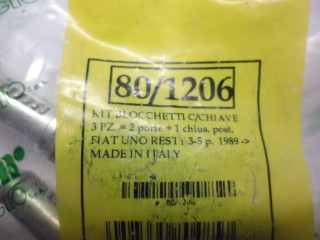 80/1206
KIT BLOCCHETTI C/CHIAVE
3 PZ. = 2 porte + 1 chius. post.
FIAT UNO REST. 3-5 p. 1989 ->
MADE IN ITALY